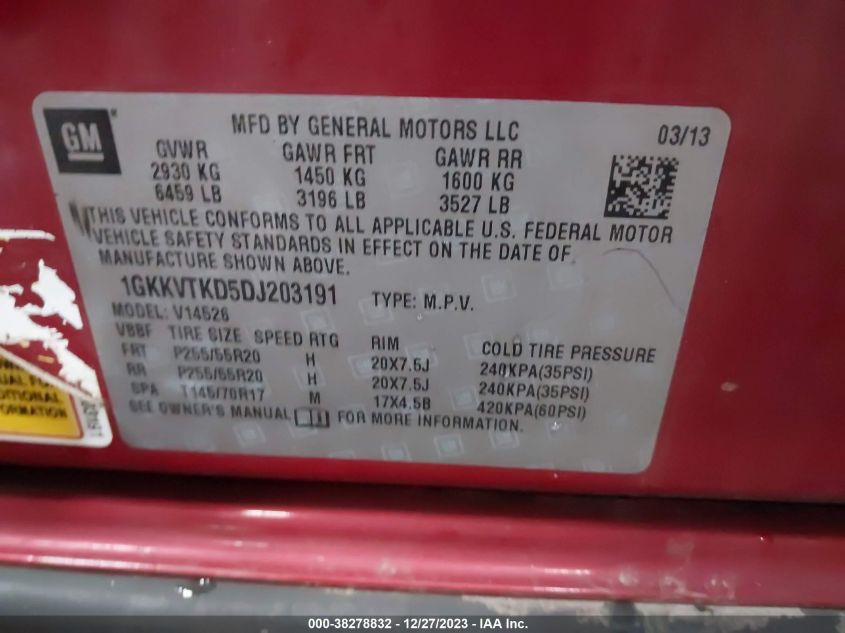 GM
MFD BY GENERAL MOTORS LLC
03/13
GVWR GAWR FRT GAWR RR
2930 KG 1450 KG 1600 KG
6459 LB 3196 LB 3527 LB
THIS VEHICLE CONFORMS TO ALL APPLICABLE U.S. FEDERAL MOTOR
VEHICLE SAFETY STANDARDS IN EFFECT ON THE DATE OF
MANUFACTURE SHOWN ABOVE.
1GKKVTKD5DJ203191 TYPE: M.P.V.
MODEL: V14526
VBBF TIRE SIZE SPEED RTG RIM COLD TIRE PRESSURE
FRT P255/55R20 H 20X7.5J 240KPA(35PSI)
RR P255/55R20 H 20X7.5J 240KPA(35PSI)
SPA T145/70R17 M 17X4.5B 420KPA(60PSI)
SEE OWNER'S MANUAL FOR MORE INFORMATION.
FOR
DITIONAL
FORMATION
000-38278832 - 12/27/2023 - IAA Inc.